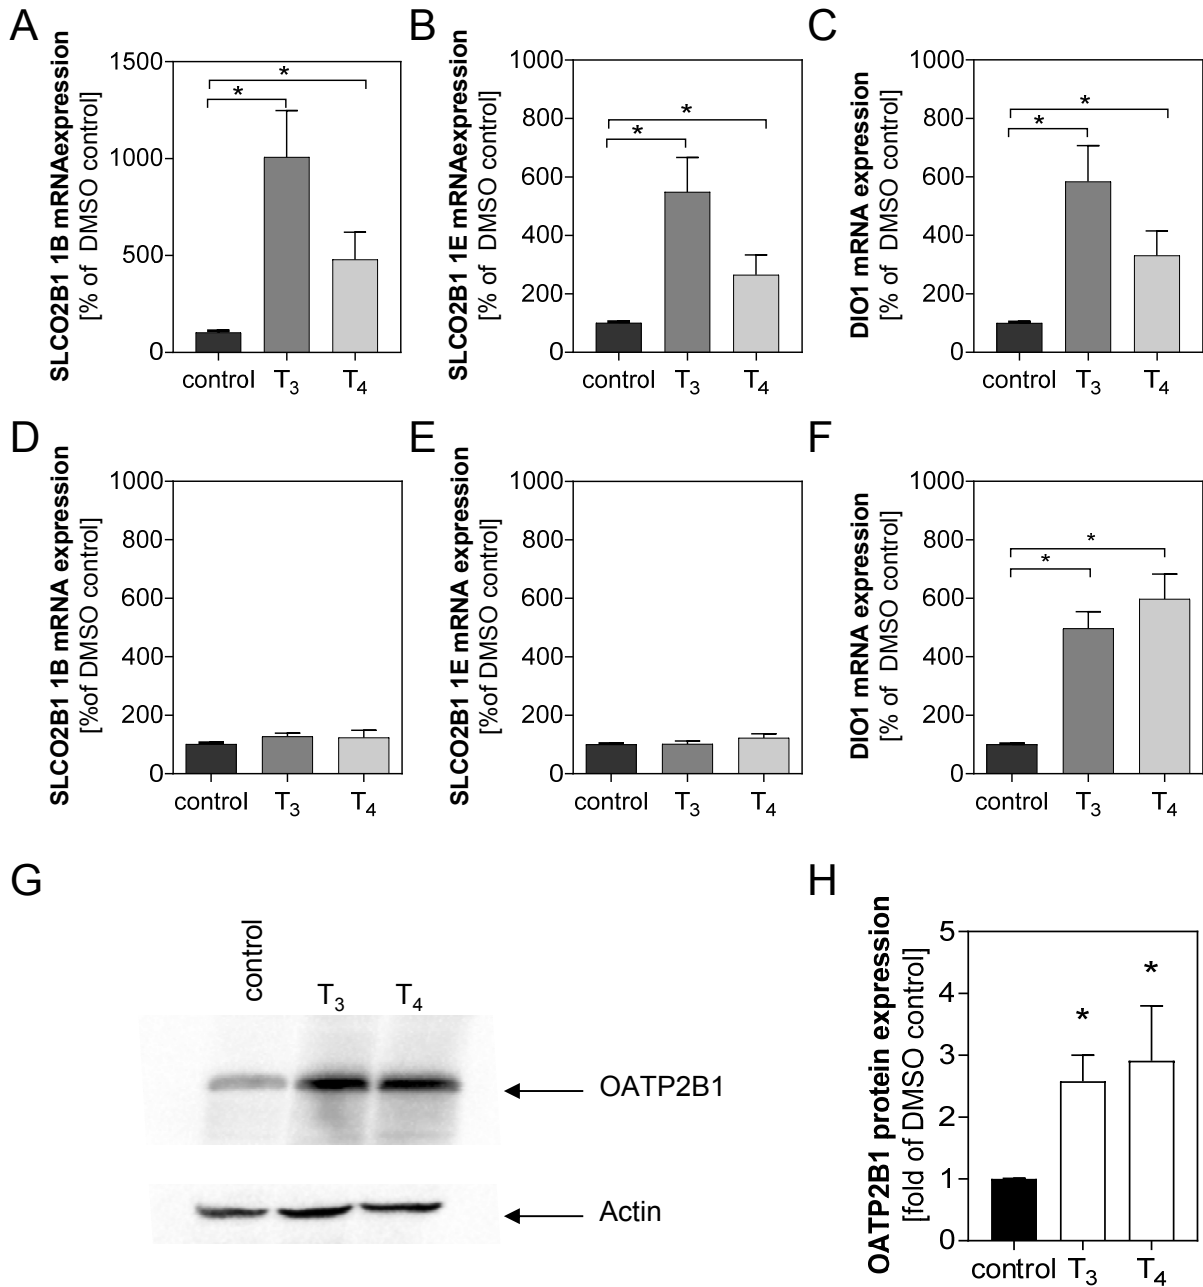 A
SLCO2B1 1B mRNAexpression
[% of DMSO control]
1500
1000
500
0
*
*
control T3 T4
B
SLCO2B1 1E mRNAexpression
[% of DMSO control]
1000
800
600
400
200
0
*
*
control T3 T4
C
DIO1 mRNA expression
[% of DMSO control]
1000
800
600
400
200
0
*
*
control T3 T4
D
SLCO2B1 1B mRNA expression
[%of DMSO control]
1000
800
600
400
200
0
control T3 T4
E
SLCO2B1 1E mRNA expression
[%of DMSO control]
1000
800
600
400
200
0
control T3 T4
F
DIO1 mRNA expression
[% of DMSO control]
1000
800
600
400
200
0
*
*
control T3 T4
G
control T3 T4
OATP2B1
Actin
H
OATP2B1 protein expression
[fold of DMSO control]
5
4
3
2
1
0
*
*
control T3 T4